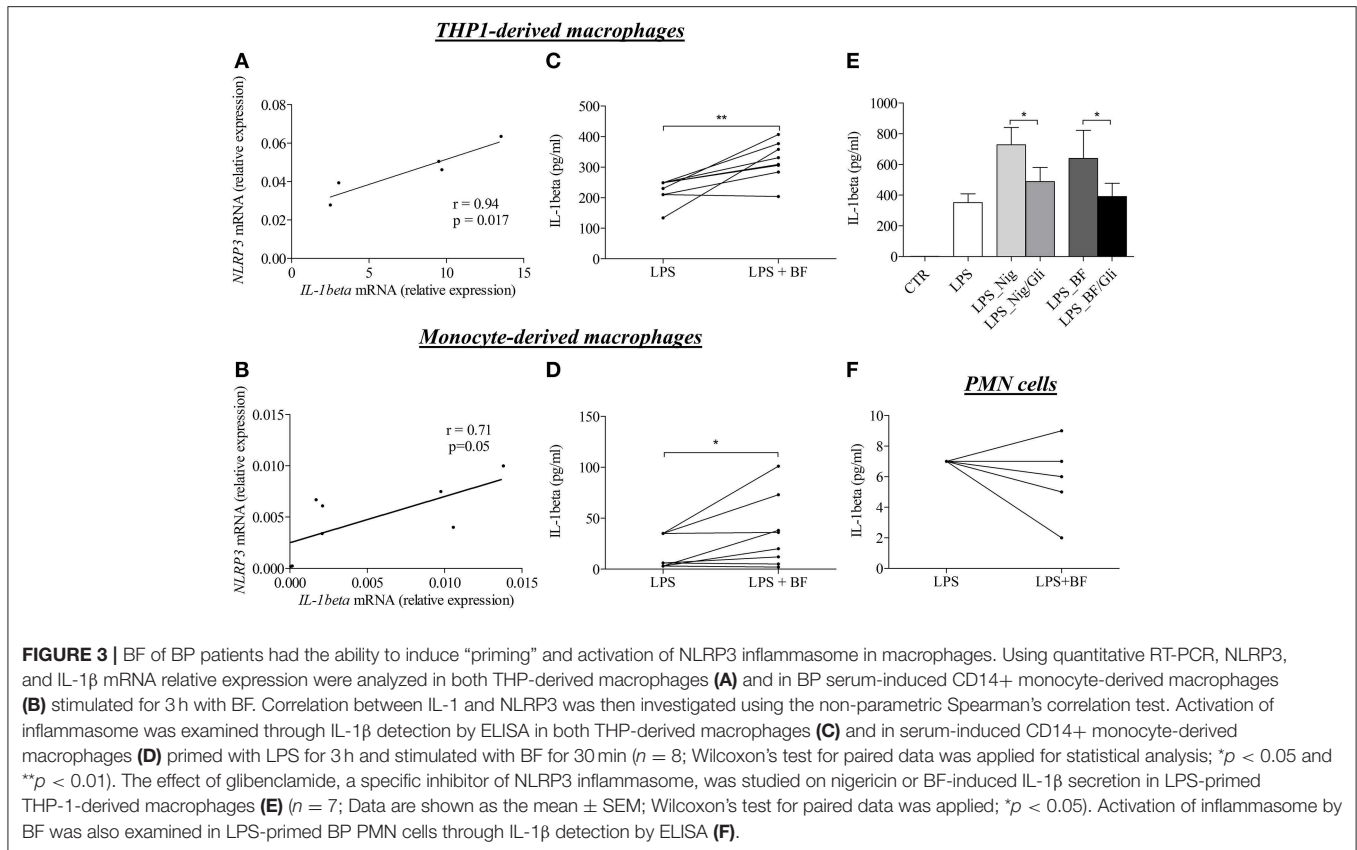 THP1-derived macrophages
A
NLRP3 mRNA (relative expression)
0.08
0.06
0.04
0.02
0.00
0
5
10
15
r = 0.94
p = 0.017
IL-1beta mRNA (relative expression)
C
IL-1beta (pg/ml)
500
400
300
200
100
0
**
LPS
LPS + BF
E
IL-1beta (pg/ml)
1000
800
600
400
200
0
*
*
CTR
LPS
LPS_Nig
LPS_Nig/Gli
LPS_BF
LPS_BF/Gli
Monocyte-derived macrophages
B
NLRP3 mRNA (relative expression)
0.015
0.010
0.005
0.000
0.000
0.005
0.010
0.015
r = 0.71
p=0.05
IL-1beta mRNA (relative expression)
D
IL-1beta (pg/ml)
150
100
50
0
*
LPS
LPS + BF
F
PMN cells
IL-1beta (pg/ml)
10
8
6
4
2
0
LPS
LPS+BF
FIGURE 3 | BF of BP patients had the ability to induce “priming” and activation of NLRP3 inflammasome in macrophages. Using quantitative RT-PCR, NLRP3,
and IL-1β mRNA relative expression were analyzed in both THP-derived macrophages (A) and in BP serum-induced CD14+ monocyte-derived macrophages
(B) stimulated for 3 h with BF. Correlation between IL-1 and NLRP3 was then investigated using the non-parametric Spearman’s correlation test. Activation of
inflammasome was examined through IL-1β detection by ELISA in both THP-derived macrophages (C) and in serum-induced CD14+ monocyte-derived
macrophages (D) primed with LPS for 3 h and stimulated with BF for 30 min (n = 8; Wilcoxon’s test for paired data was applied for statistical analysis; *p < 0.05 and
**p < 0.01). The effect of glibenclamide, a specific inhibitor of NLRP3 inflammasome, was studied on nigericin or BF-induced IL-1β secretion in LPS-primed
THP-1-derived macrophages (E) (n = 7; Data are shown as the mean ± SEM; Wilcoxon’s test for paired data was applied; *p < 0.05). Activation of inflammasome by
BF was also examined in LPS-primed BP PMN cells through IL-1β detection by ELISA (F).